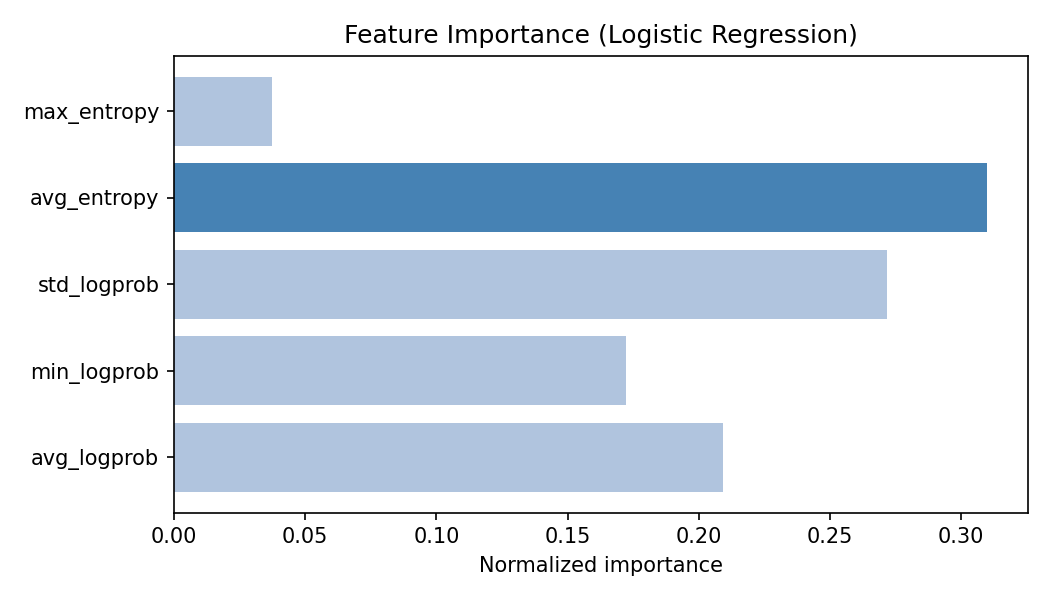 Feature Importance (Logistic Regression)
max_entropy
avg_entropy
std_logprob
min_logprob
avg_logprob
0.00 0.05 0.10 0.15 0.20 0.25 0.30
Normalized importance